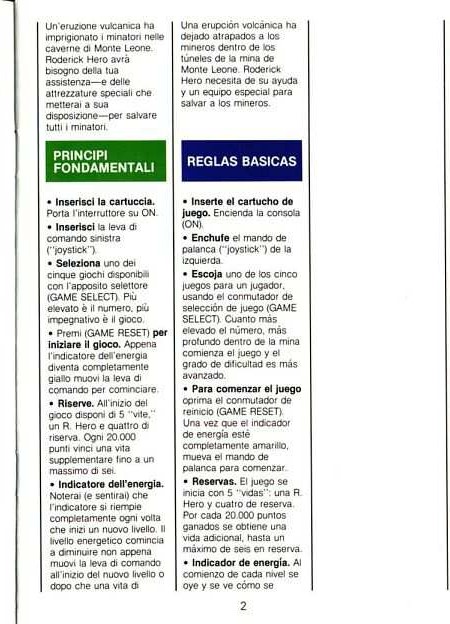 Un'eruzione vulcanica ha
imprigionato i minatori nelle
caverne di Monte Leone.
Roderick Hero avrà
bisogno della tua
assistenza—e delle
attrezzature speciali che
metterai a sua
disposizione—per salvare
tutti i minatori.
PRINCIPI
FONDAMENTALI
• Inserisci la cartuccia.
Porta l'interruttore su ON.
• Inserisci la leva di
comando sinistra
("joystick").
• Seleziona uno dei
cinque giochi disponibili
con l'apposito selettore
(GAME SELECT). Più
elevato è il numero, più
impegnativo è il gioco.
• Premi (GAME RESET) per
iniziare il gioco. Appena
l'indicatore dell'energia
diventa completamente
giallo muovi la leva di
comando per cominciare.
• Riserve. All'inizio del
gioco disponi di 5 "vite,"
un R. Hero e quattro di
riserva. Ogni 20.000
punti vinci una vita
supplementare fino a un
massimo di sei.
• Indicatore dell'energia.
Noterai (e sentirai) che
l'indicatore si riempie
completamente ogni volta
che inizi un nuovo livello. Il
livello energetico comincia
a diminuire non appena
muovi la leva di comando
all'inizio del nuovo livello o
dopo che una vita di
Una erupción volcánica ha
dejado atrapados a los
mineros dentro de los
túneles de la mina de
Monte Leone. Roderick
Hero necesita de su ayuda
y un equipo especial para
salvar a los mineros.
REGLAS BASICAS
• Inserte el cartucho de
juego. Encienda la consola
(ON).
• Enchufe el mando de
palanca ("joystick") de la
izquierda.
• Escoja uno de los cinco
juegos para un jugador,
usando el conmutador de
selección de juego (GAME
SELECT). Cuanto más
elevado el número, más
profundo dentro de la mina
comienza el juego y el
grado de dificultad es más
avanzado.
• Para comenzar el juego
oprima el conmutador de
reinicio (GAME RESET).
Una vez que el indicador
de energía esté
completamente amarillo,
mueva el mando de
palanca para comenzar.
• Reservas. El juego se
inicia con 5 "vidas": una R.
Hero y cuatro de reserva.
Por cada 20.000 puntos
ganados se obtiene una
vida adicional, hasta un
máximo de seis en reserva.
• Indicador de energía. Al
comienzo de cada nivel se
oye y se ve cómo se
2